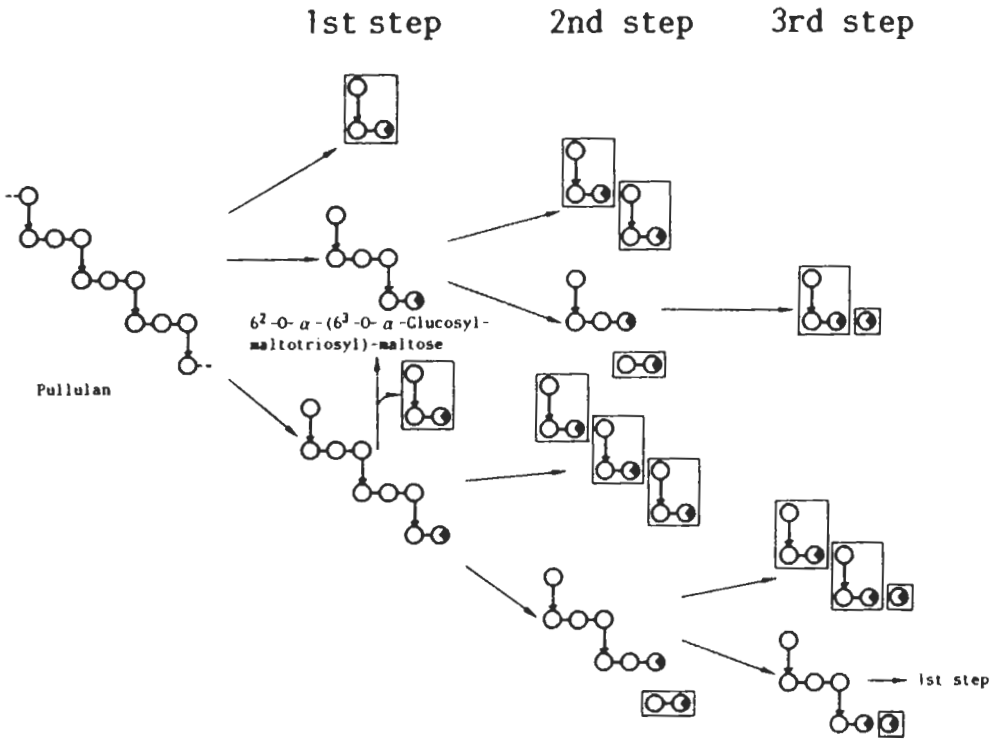 1st step 2nd step 3rd step
6²-O-α-(6³-O-α-Glucosyl-
maltotriosyl)-maltose
Pullulan
1st step